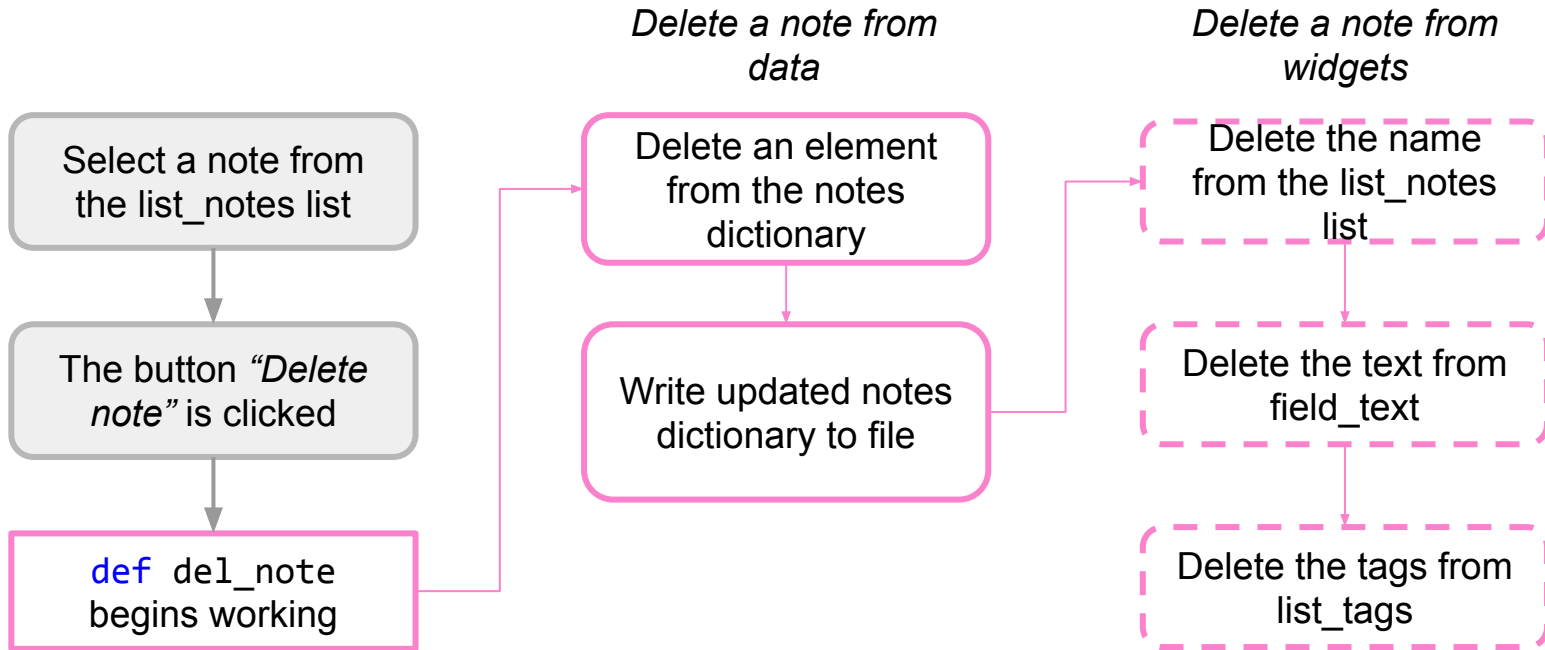 Select a note from
the list_notes list
The button “Delete
note” is clicked
def del_note
begins working
Delete a note from
data
Delete an element
from the notes
dictionary
Write updated notes
dictionary to file
Delete a note from
widgets
Delete the name
from the list_notes
list
Delete the text from
field_text
Delete the tags from
list_tags